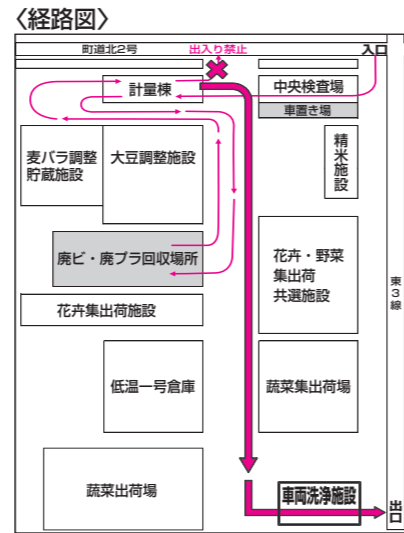 〈経路図〉
町道北2号
出入り禁止
入口
計量棟
中央検査場
車置き場
麦バラ調整
貯蔵施設
大豆調整施設
精米施設
廃ビ・廃プラ回収場所
花卉・野菜
集出荷
共選施設
東3線
花卉集出荷施設
低温一号倉庫
蔬菜集出荷場
蔬菜出荷場
車両洗浄施設
出口